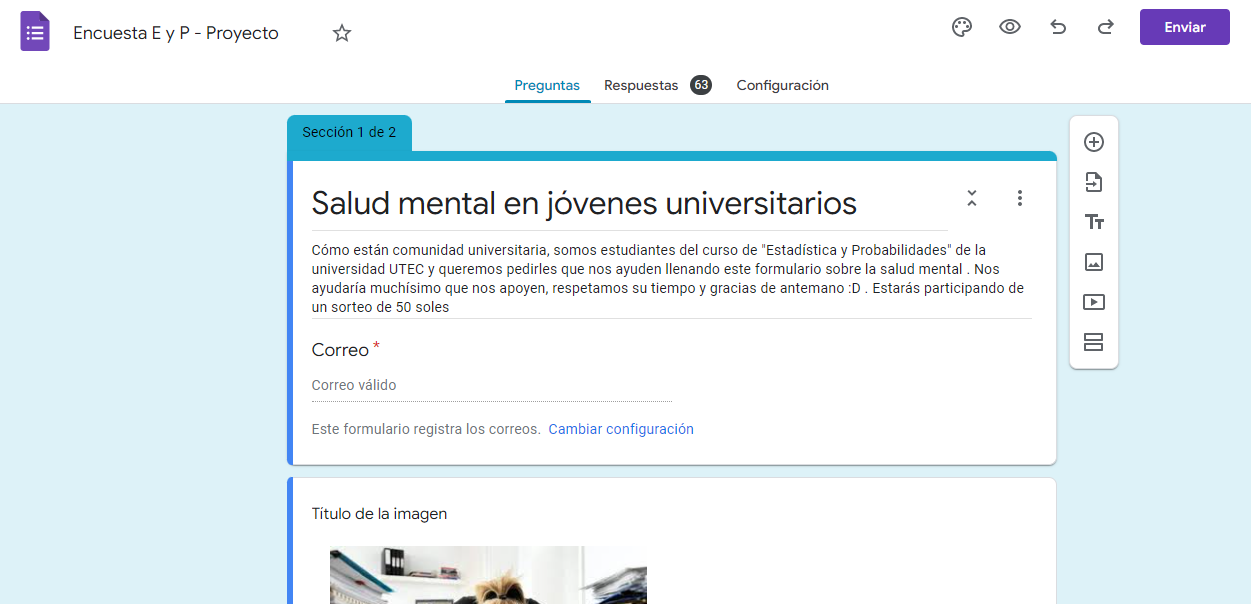 Encuesta E y P - Proyecto
Enviar
Preguntas
Respuestas 63
Configuración
Sección 1 de 2
Salud mental en jóvenes universitarios
Cómo están comunidad universitaria, somos estudiantes del curso de "Estadística y Probabilidades" de la
universidad UTEC y queremos pedirles que nos ayuden llenando este formulario sobre la salud mental . Nos
ayudaría muchísimo que nos apoyen, respetamos su tiempo y gracias de antemano :D . Estarás participando de
un sorteo de 50 soles
Correo *
Correo válido
Este formulario registra los correos. Cambiar configuración
Título de la imagen